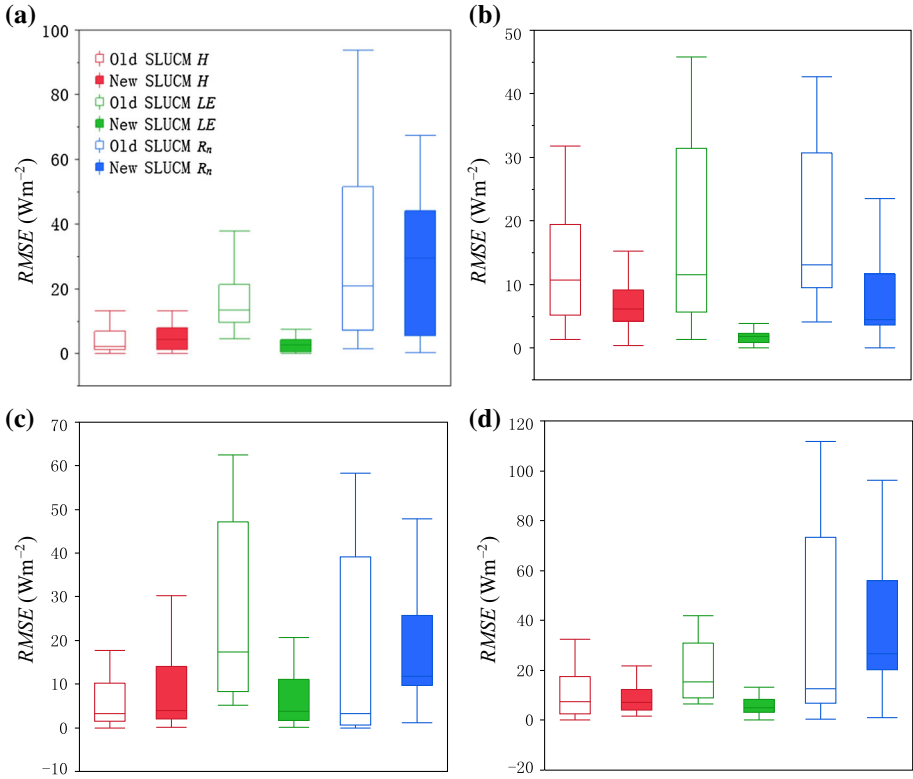 (a)
100
80
60
40
20
0
RMSE (Wm−2)
Old SLUCM H
New SLUCM H
Old SLUCM LE
New SLUCM LE
Old SLUCM Rn
New SLUCM Rn
(b)
50
40
30
20
10
0
RMSE (Wm−2)
(c)
70
60
50
40
30
20
10
0
−10
RMSE (Wm−2)
(d)
120
100
80
60
40
20
0
−20
RMSE (Wm−2)